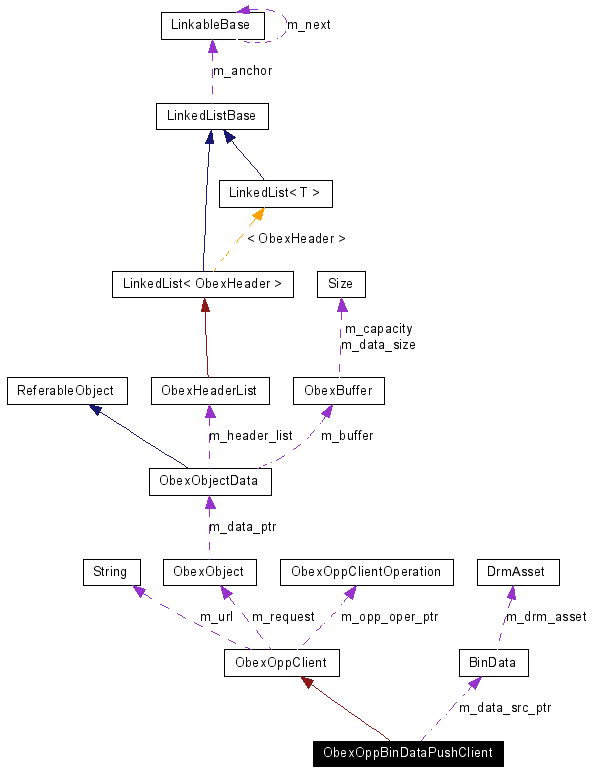 LinkableBase
m_next
m_anchor
LinkedListBase
LinkedList< T >
< ObexHeader >
LinkedList< ObexHeader >
Size
m_capacity
m_data_size
ReferableObject
ObexHeaderList
ObexBuffer
m_header_list
m_buffer
ObexObjectData
m_data_ptr
String
ObexObject
ObexOppClientOperation
DrmAsset
m_url
m_request
m_opp_oper_ptr
m_drm_asset
ObexOppClient
BinData
m_data_src_ptr
ObexOppBinDataPushClient